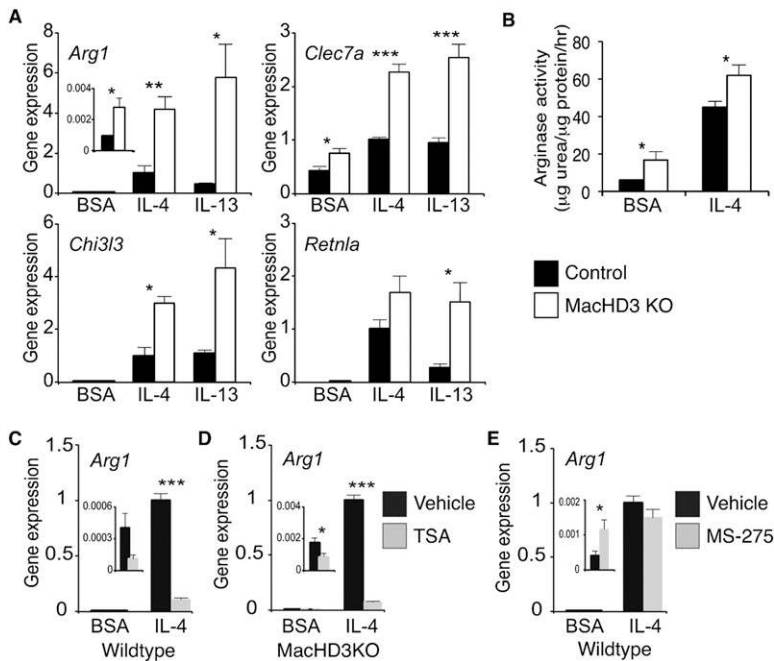 A
Arg1
Gene expression
8
6
4
2
0
0.004
0.002
0
*
**
*
BSA IL-4 IL-13
Clec7a
Gene expression
3
2
1
0
*
***
***
BSA IL-4 IL-13
B
Arginase activity
(µg urea/µg protein/hr)
80
60
40
20
0
*
*
BSA IL-4
Chi3l3
Gene expression
6
4
2
0
*
*
BSA IL-4 IL-13
Retnla
Gene expression
3
2
1
0
*
BSA IL-4 IL-13
Control
MacHD3 KO
C
Arg1
Gene expression
1.5
1
0.5
0
0.0006
0.0003
0
***
BSA IL-4
Wildtype
D
Arg1
Gene expression
1.5
1
0.5
0
0.004
0.002
0
*
***
BSA IL-4
MacHD3KO
Vehicle
TSA
E
Arg1
Gene expression
1.5
1
0.5
0
0.002
0.001
0
*
BSA IL-4
Wildtype
Vehicle
MS-275